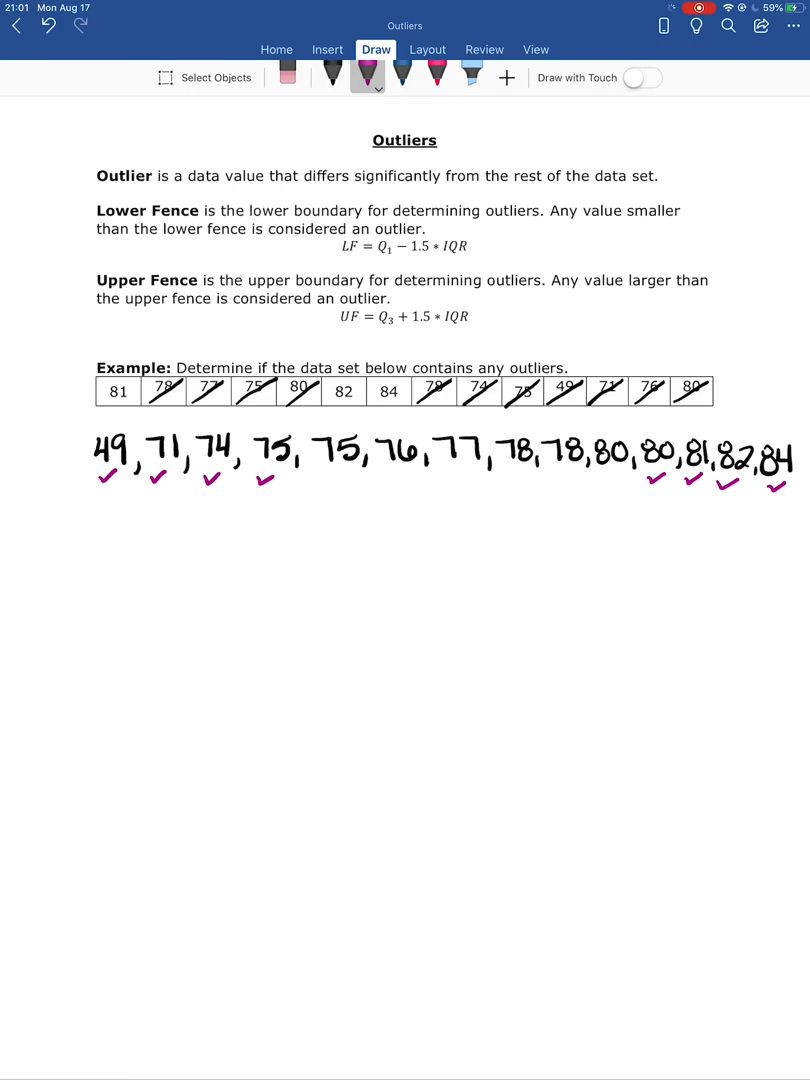 21:01 Mon Aug 17 59%
Outliers
Home Insert Draw Layout Review View
Select Objects Draw with Touch
Outliers
Outlier is a data value that differs significantly from the rest of the data set.
Lower Fence is the lower boundary for determining outliers. Any value smaller
than the lower fence is considered an outlier.
LF = Q₁ − 1.5 * IQR
Upper Fence is the upper boundary for determining outliers. Any value larger than
the upper fence is considered an outlier.
UF = Q₃ + 1.5 * IQR
Example: Determine if the data set below contains any outliers.
81 78 77 75 80 82 84 78 74 75 49 71 76 80
49, 71, 74, 75, 75, 76, 77, 78, 78, 80, 80, 81, 82, 84